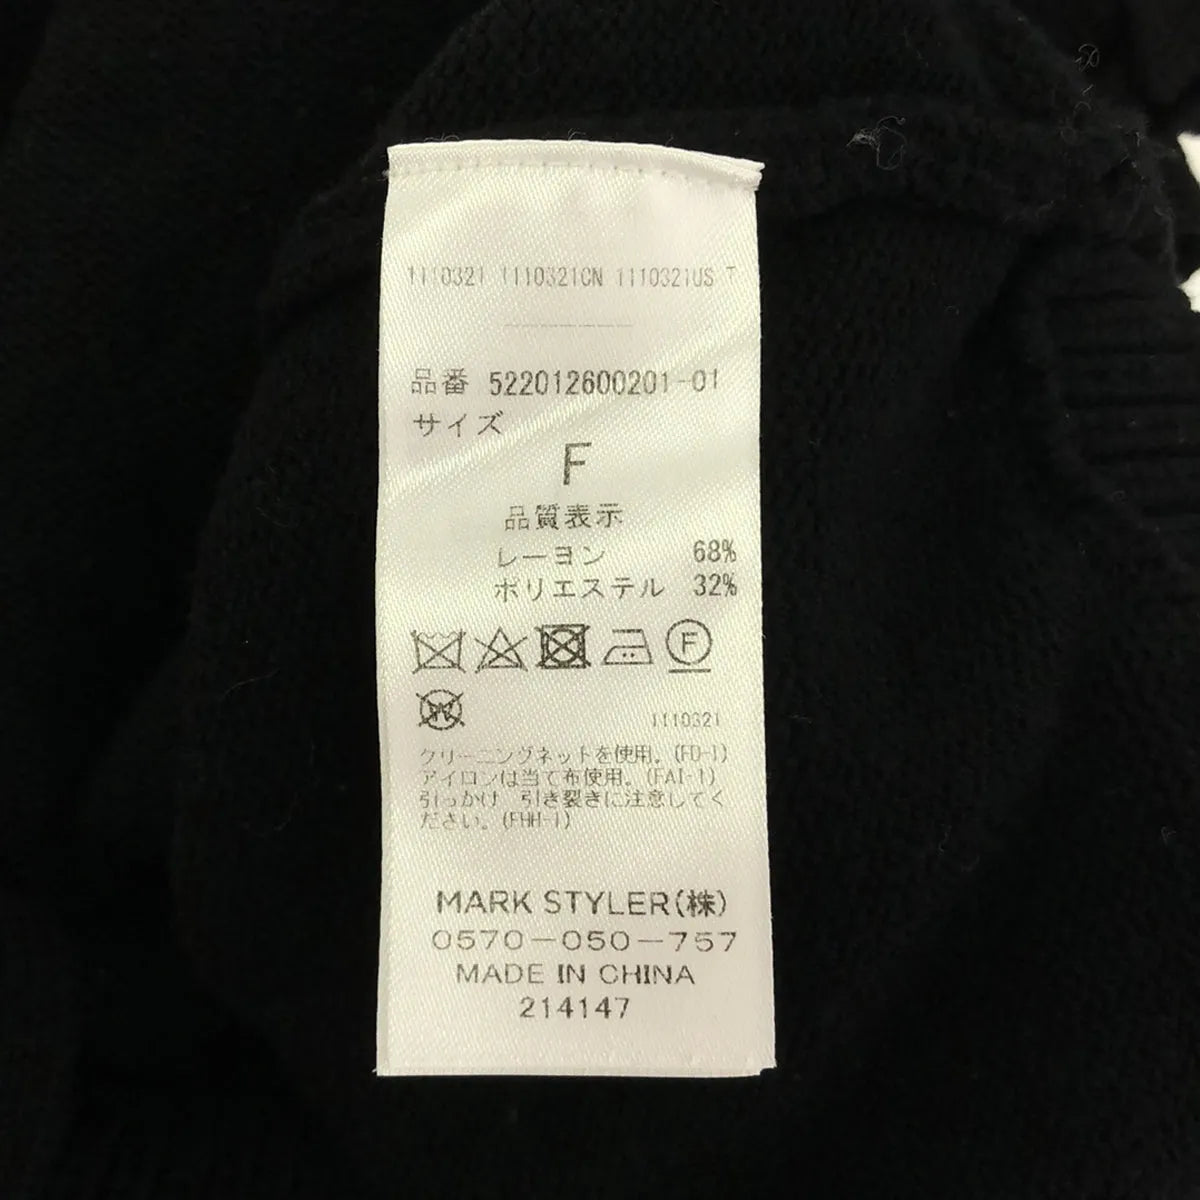 1110321 1110321CN 1110321US T
品番 522012600201-01
サイズ
F
品質表示
レーヨン 68%
ポリエステル 32%
F
W
1110321
クリーニングネットを使用。(FD-1)
アイロンは当て布使用。(FAI-1)
引っかけ 引き裂きに注意してく
ださい。(FHH-1)
MARK STYLER(株)
0570-050-757
MADE IN CHINA
214147